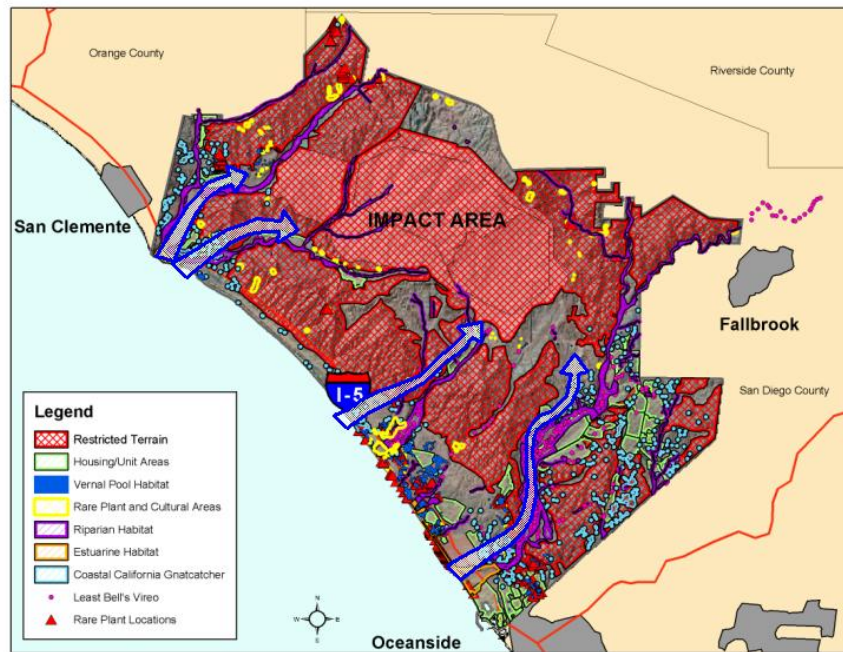 Orange County
Riverside County
IMPACT AREA
San Clemente
Fallbrook
San Diego County
I-5
Legend
Restricted Terrain
Housing/Unit Areas
Vernal Pool Habitat
Rare Plant and Cultural Areas
Riparian Habitat
Estuarine Habitat
Coastal California Gnatcatcher
Least Bell's Vireo
Rare Plant Locations
N
W E
S
Oceanside